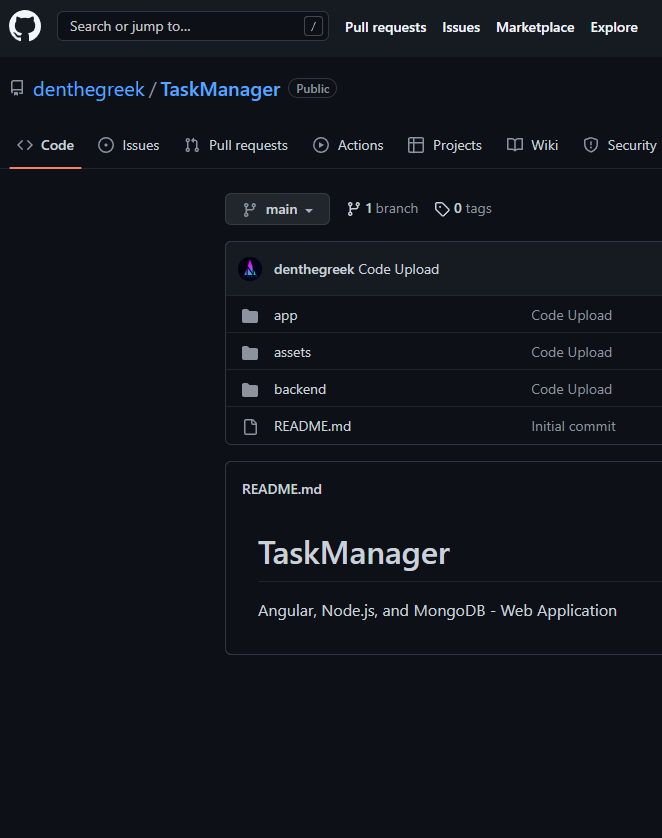 Search or jump to... / Pull requests Issues Marketplace Explore
denthegreek / TaskManager Public
Code Issues Pull requests Actions Projects Wiki Security
main 1 branch 0 tags
denthegreek Code Upload
app Code Upload
assets Code Upload
backend Code Upload
README.md Initial commit
README.md
TaskManager
Angular, Node.js, and MongoDB - Web Application